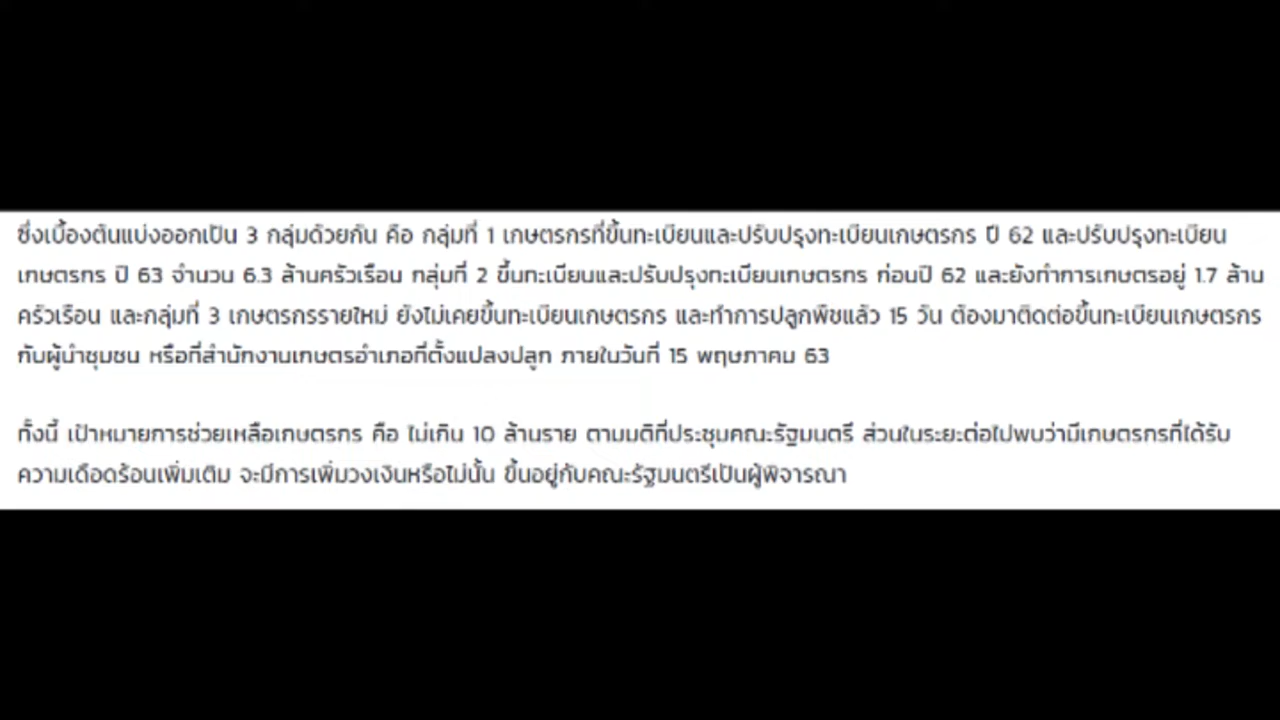 ซึ่งเบื้องต้นแบ่งออกเป็น 3 กลุ่มด้วยกัน คือ กลุ่มที่ 1 เกษตรกรที่ขึ้นทะเบียนและปรับปรุงทะเบียนเกษตรกร ปี 62 และปรับปรุงทะเบียน
เกษตรกร ปี 63 จำนวน 6.3 ล้านครัวเรือน กลุ่มที่ 2 ขึ้นทะเบียนและปรับปรุงทะเบียนเกษตรกร ก่อนปี 62 และยังทำการเกษตรอยู่ 1.7 ล้าน
ครัวเรือน และกลุ่มที่ 3 เกษตรกรรายใหม่ ยังไม่เคยขึ้นทะเบียนเกษตรกร และทำการปลูกพืชแล้ว 15 วัน ต้องมาติดต่อขึ้นทะเบียนเกษตรกร
กับผู้นำชุมชน หรือที่สำนักงานเกษตรอำเภอที่ตั้งแปลงปลูก ภายในวันที่ 15 พฤษภาคม 63
ทั้งนี้ เป้าหมายการช่วยเหลือเกษตรกร คือ ไม่เกิน 10 ล้านราย ตามมติที่ประชุมคณะรัฐมนตรี ส่วนในระยะต่อไปพบว่ามีเกษตรกรที่ได้รับ
ความเดือดร้อนเพิ่มเติม จะมีการเพิ่มวงเงินหรือไม่นั้น ขึ้นอยู่กับคณะรัฐมนตรีเป็นผู้พิจารณา